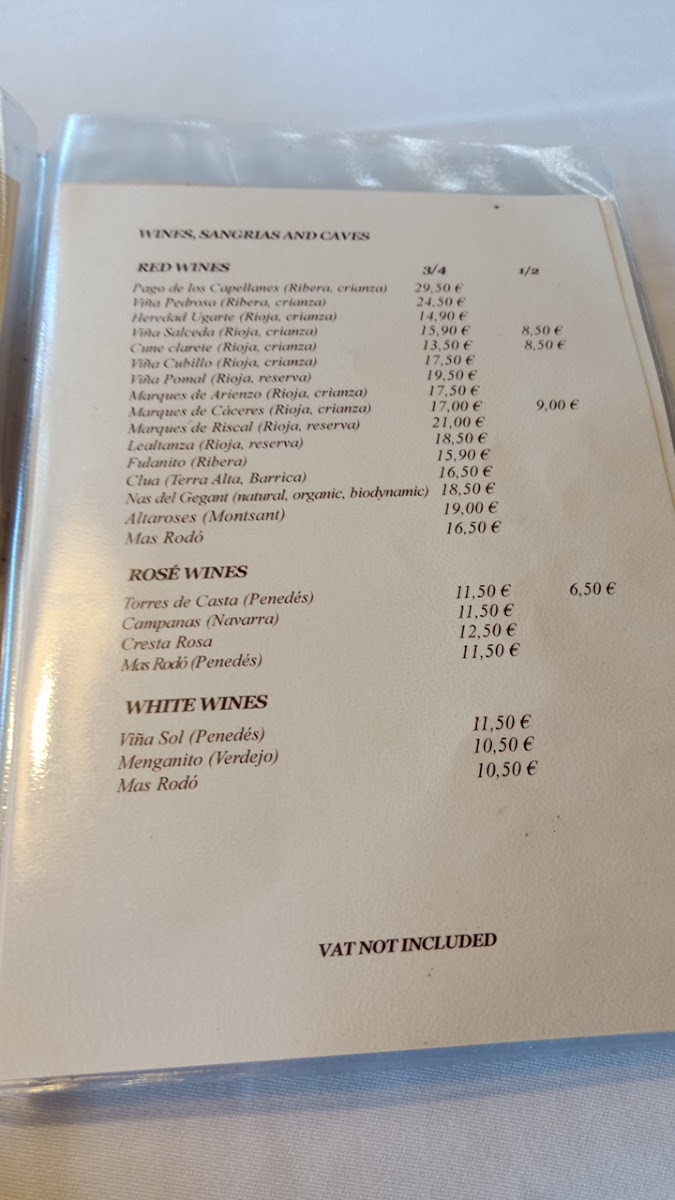 WINES, SANGRIAS AND CAVES
RED WINES 3/4 1/2
Pago de los Capellanes (Ribera, crianza) 29,50 €
Viña Pedrosa (Ribera, crianza) 24,50 €
Heredad Ugarte (Rioja, crianza) 14,90 €
Viña Salceda (Rioja, crianza) 15,90 € 8,50 €
Cune clarete (Rioja, crianza) 13,50 € 8,50 €
Viña Cubillo (Rioja, crianza) 17,50 €
Viña Pomal (Rioja, reserva) 19,50 €
Marques de Arienzo (Rioja, crianza) 17,50 €
Marques de Cáceres (Rioja, crianza) 17,00 € 9,00 €
Marques de Riscal (Rioja, reserva) 21,00 €
Lealtanza (Rioja, reserva) 18,50 €
Fulanito (Ribera) 15,90 €
Clua (Terra Alta, Barrica) 16,50 €
Nas del Gegant (natural, organic, biodynamic) 18,50 €
Altaroses (Montsant) 19,00 €
Mas Rodó 16,50 €
ROSÉ WINES
Torres de Casta (Penedés) 11,50 € 6,50 €
Campanas (Navarra) 11,50 €
Cresta Rosa 12,50 €
Mas Rodó (Penedés) 11,50 €
WHITE WINES
Viña Sol (Penedés) 11,50 €
Menganito (Verdejo) 10,50 €
Mas Rodó 10,50 €
VAT NOT INCLUDED